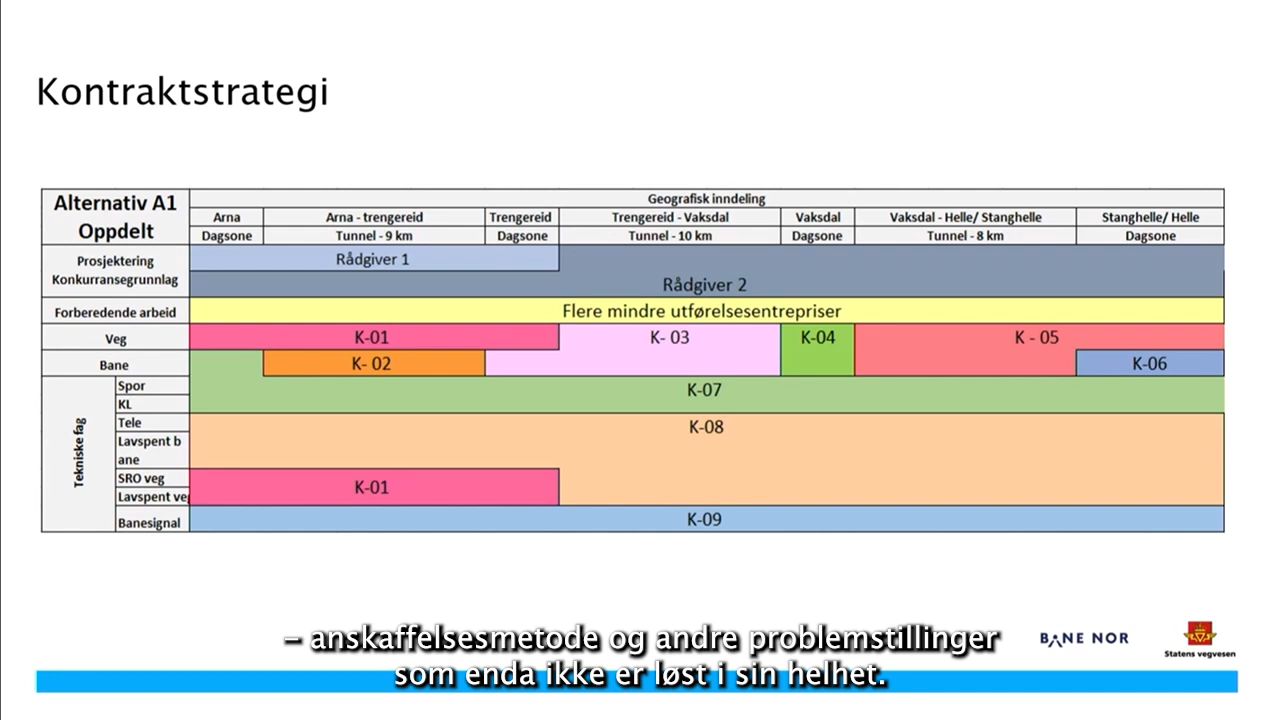 Kontraktstrategi
Alternativ A1
Oppdelt
Geografisk inndeling
Arna
Arna - trengereid
Trengereid
Trengereid - Vaksdal
Vaksdal
Vaksdal - Helle/ Stanghelle
Stanghelle/ Helle
Dagsone
Tunnel - 9 km
Dagsone
Tunnel - 10 km
Dagsone
Tunnel - 8 km
Dagsone
Prosjektering
Konkurransegrunnlag
Rådgiver 1
Rådgiver 2
Forberedende arbeid
Flere mindre utførelsesentrepriser
Veg
K-01
K- 03
K-04
K - 05
Bane
K- 02
K-06
Tekniske fag
Spor
KL
K-07
Tele
Lavspent b
ane
K-08
SRO veg
Lavspent veg
K-01
Banesignal
K-09
– anskaffelsesmetode og andre problemstillinger
som enda ikke er løst i sin helhet.
BANE NOR
Statens vegvesen